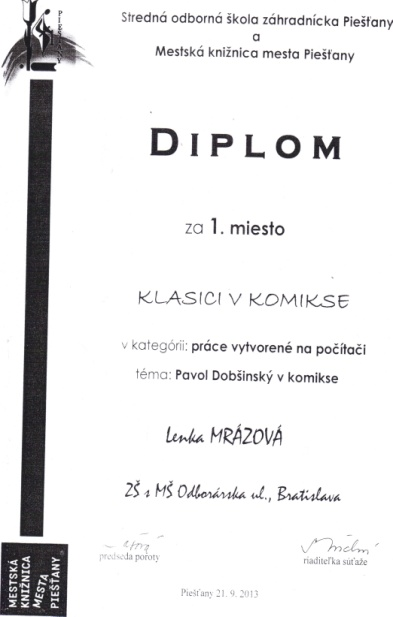 PIEŠŤANY
Stredná odborná škola záhradnícka Piešťany
a
Mestská knižnica mesta Piešťany
DIPLOM
za 1. miesto
KLASICI V KOMIKSE
v kategórii: práce vytvorené na počítači
téma: Pavol Dobšinský v komikse
Lenka MRÁZOVÁ
ZŠ s MŠ Odborárska ul., Bratislava
predseda poroty
riaditeľka súťaže
Piešťany 21. 9. 2013
MESTSKÁ
KNIŽNICA
MESTA
PIEŠŤANY